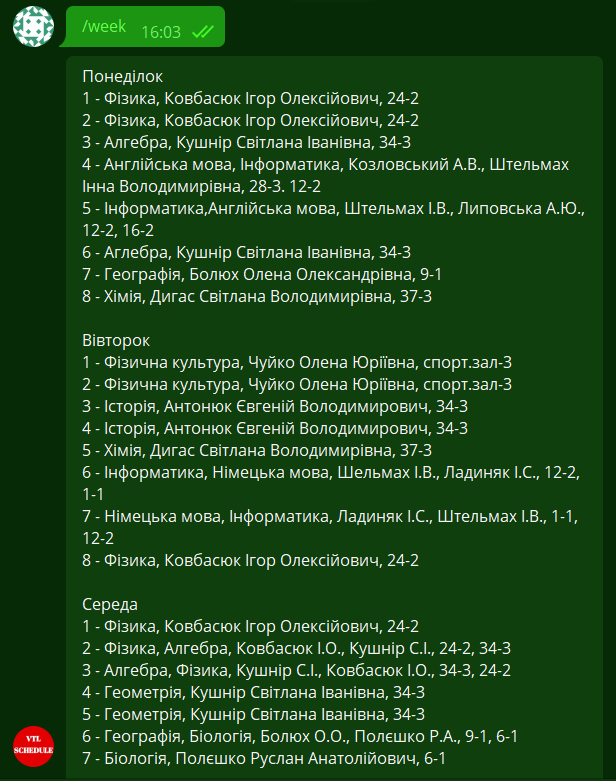 /week 16:03
Понеділок
1 - Фізика, Ковбасюк Ігор Олексійович, 24-2
2 - Фізика, Ковбасюк Ігор Олексійович, 24-2
3 - Алгебра, Кушнір Світлана Іванівна, 34-3
4 - Англійська мова, Інформатика, Козловський А.В., Штельмах
Інна Володимирівна, 28-3. 12-2
5 - Інформатика,Англійська мова, Штельмах І.В., Липовська А.Ю.,
12-2, 16-2
6 - Аглебра, Кушнір Світлана Іванівна, 34-3
7 - Географія, Болюх Олена Олександрівна, 9-1
8 - Хімія, Дигас Світлана Володимирівна, 37-3
Вівторок
1 - Фізична культура, Чуйко Олена Юріївна, спорт.зал-3
2 - Фізична культура, Чуйко Олена Юріївна, спорт.зал-3
3 - Історія, Антонюк Євгеній Володимирович, 34-3
4 - Історія, Антонюк Євгеній Володимирович, 34-3
5 - Хімія, Дигас Світлана Володимирівна, 37-3
6 - Інформатика, Німецька мова, Шельмах І.В., Ладиняк І.С., 12-2,
1-1
7 - Німецька мова, Інформатика, Ладиняк І.С., Штельмах І.В., 1-1,
12-2
8 - Фізика, Ковбасюк Ігор Олексійович, 24-2
Середа
1 - Фізика, Ковбасюк Ігор Олексійович, 24-2
2 - Фізика, Алгебра, Ковбасюк І.О., Кушнір С.І., 24-2, 34-3
3 - Алгебра, Фізика, Кушнір С.І., Ковбасюк І.О., 34-3, 24-2
4 - Геометрія, Кушнір Світлана Іванівна, 34-3
5 - Геометрія, Кушнір Світлана Іванівна, 34-3
6 - Географія, Біологія, Болюх О.О., Полєшко Р.А., 9-1, 6-1
7 - Біологія, Полєшко Руслан Анатолійович, 6-1
VTL
SCHEDULE